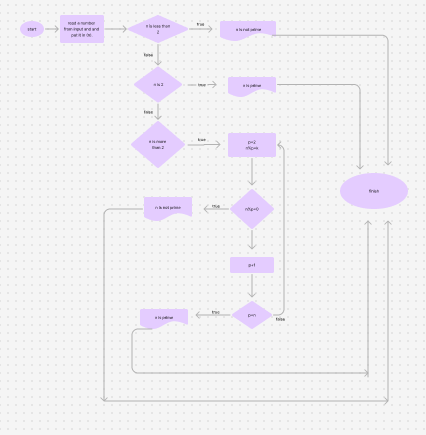 start
read a number
from input and and
put it in (n).
n is less than
2
true
n is not prime
false
n is 2
true
n is prime
false
n is more
than 2
true
p=2
finish
n is not prime
true
n%p=0
n is prime
true
p=n
false